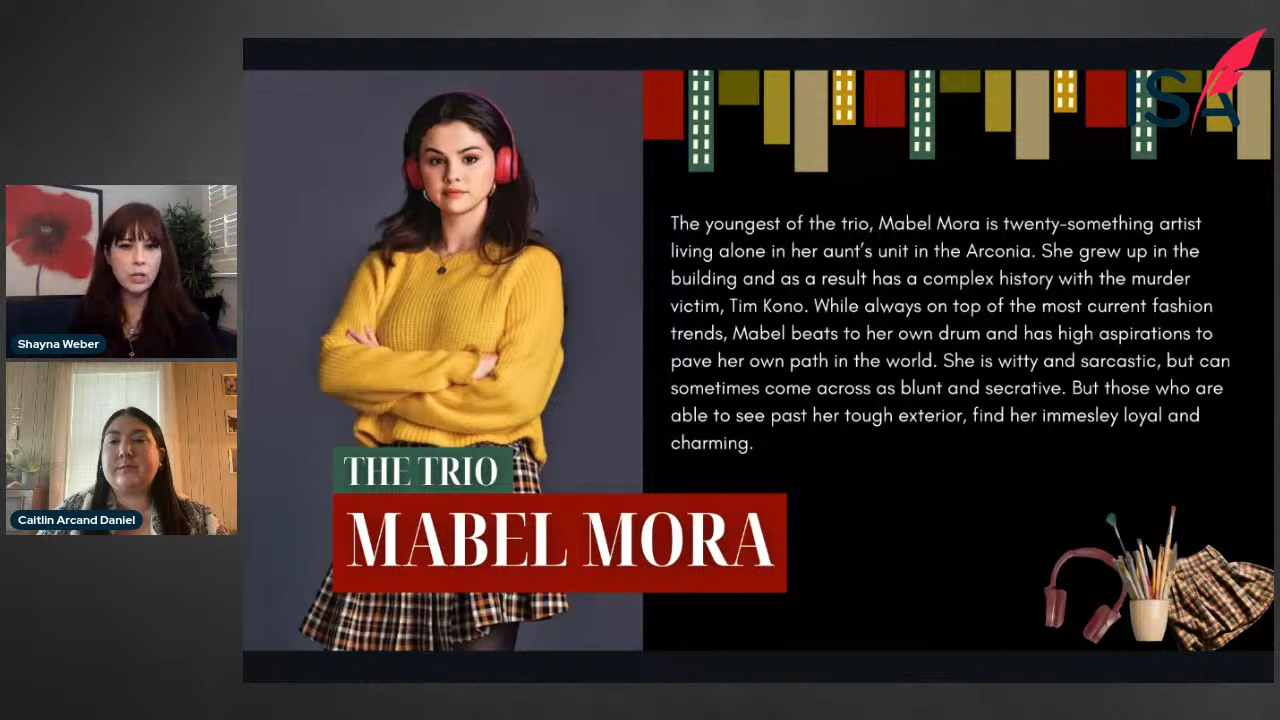 ISA
The youngest of the trio, Mabel Mora is twenty-something artist
living alone in her aunt's unit in the Arconia. She grew up in the
building and as a result has a complex history with the murder
victim, Tim Kono. While always on top of the most current fashion
trends, Mabel beats to her own drum and has high aspirations to
pave her own path in the world. She is witty and sarcastic, but can
sometimes come across as blunt and secrative. But those who are
able to see past her tough exterior, find her immesley loyal and
charming.
Shayna Weber
Caitlin Arcand Daniel
THE TRIO
MABEL MORA